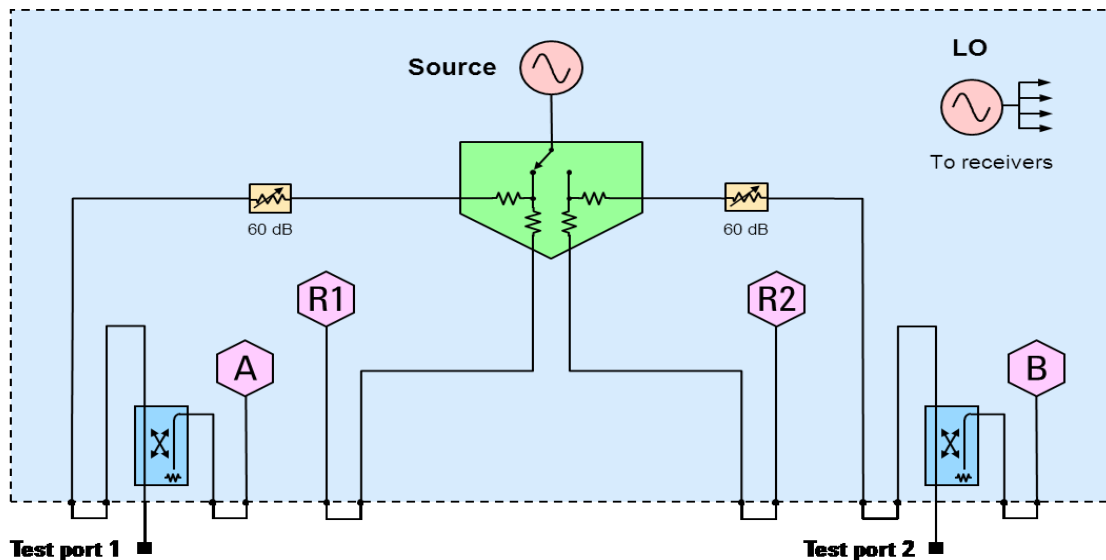 Source
LO
To receivers
60 dB
60 dB
R1
R2
A
B
Test port 1
Test port 2